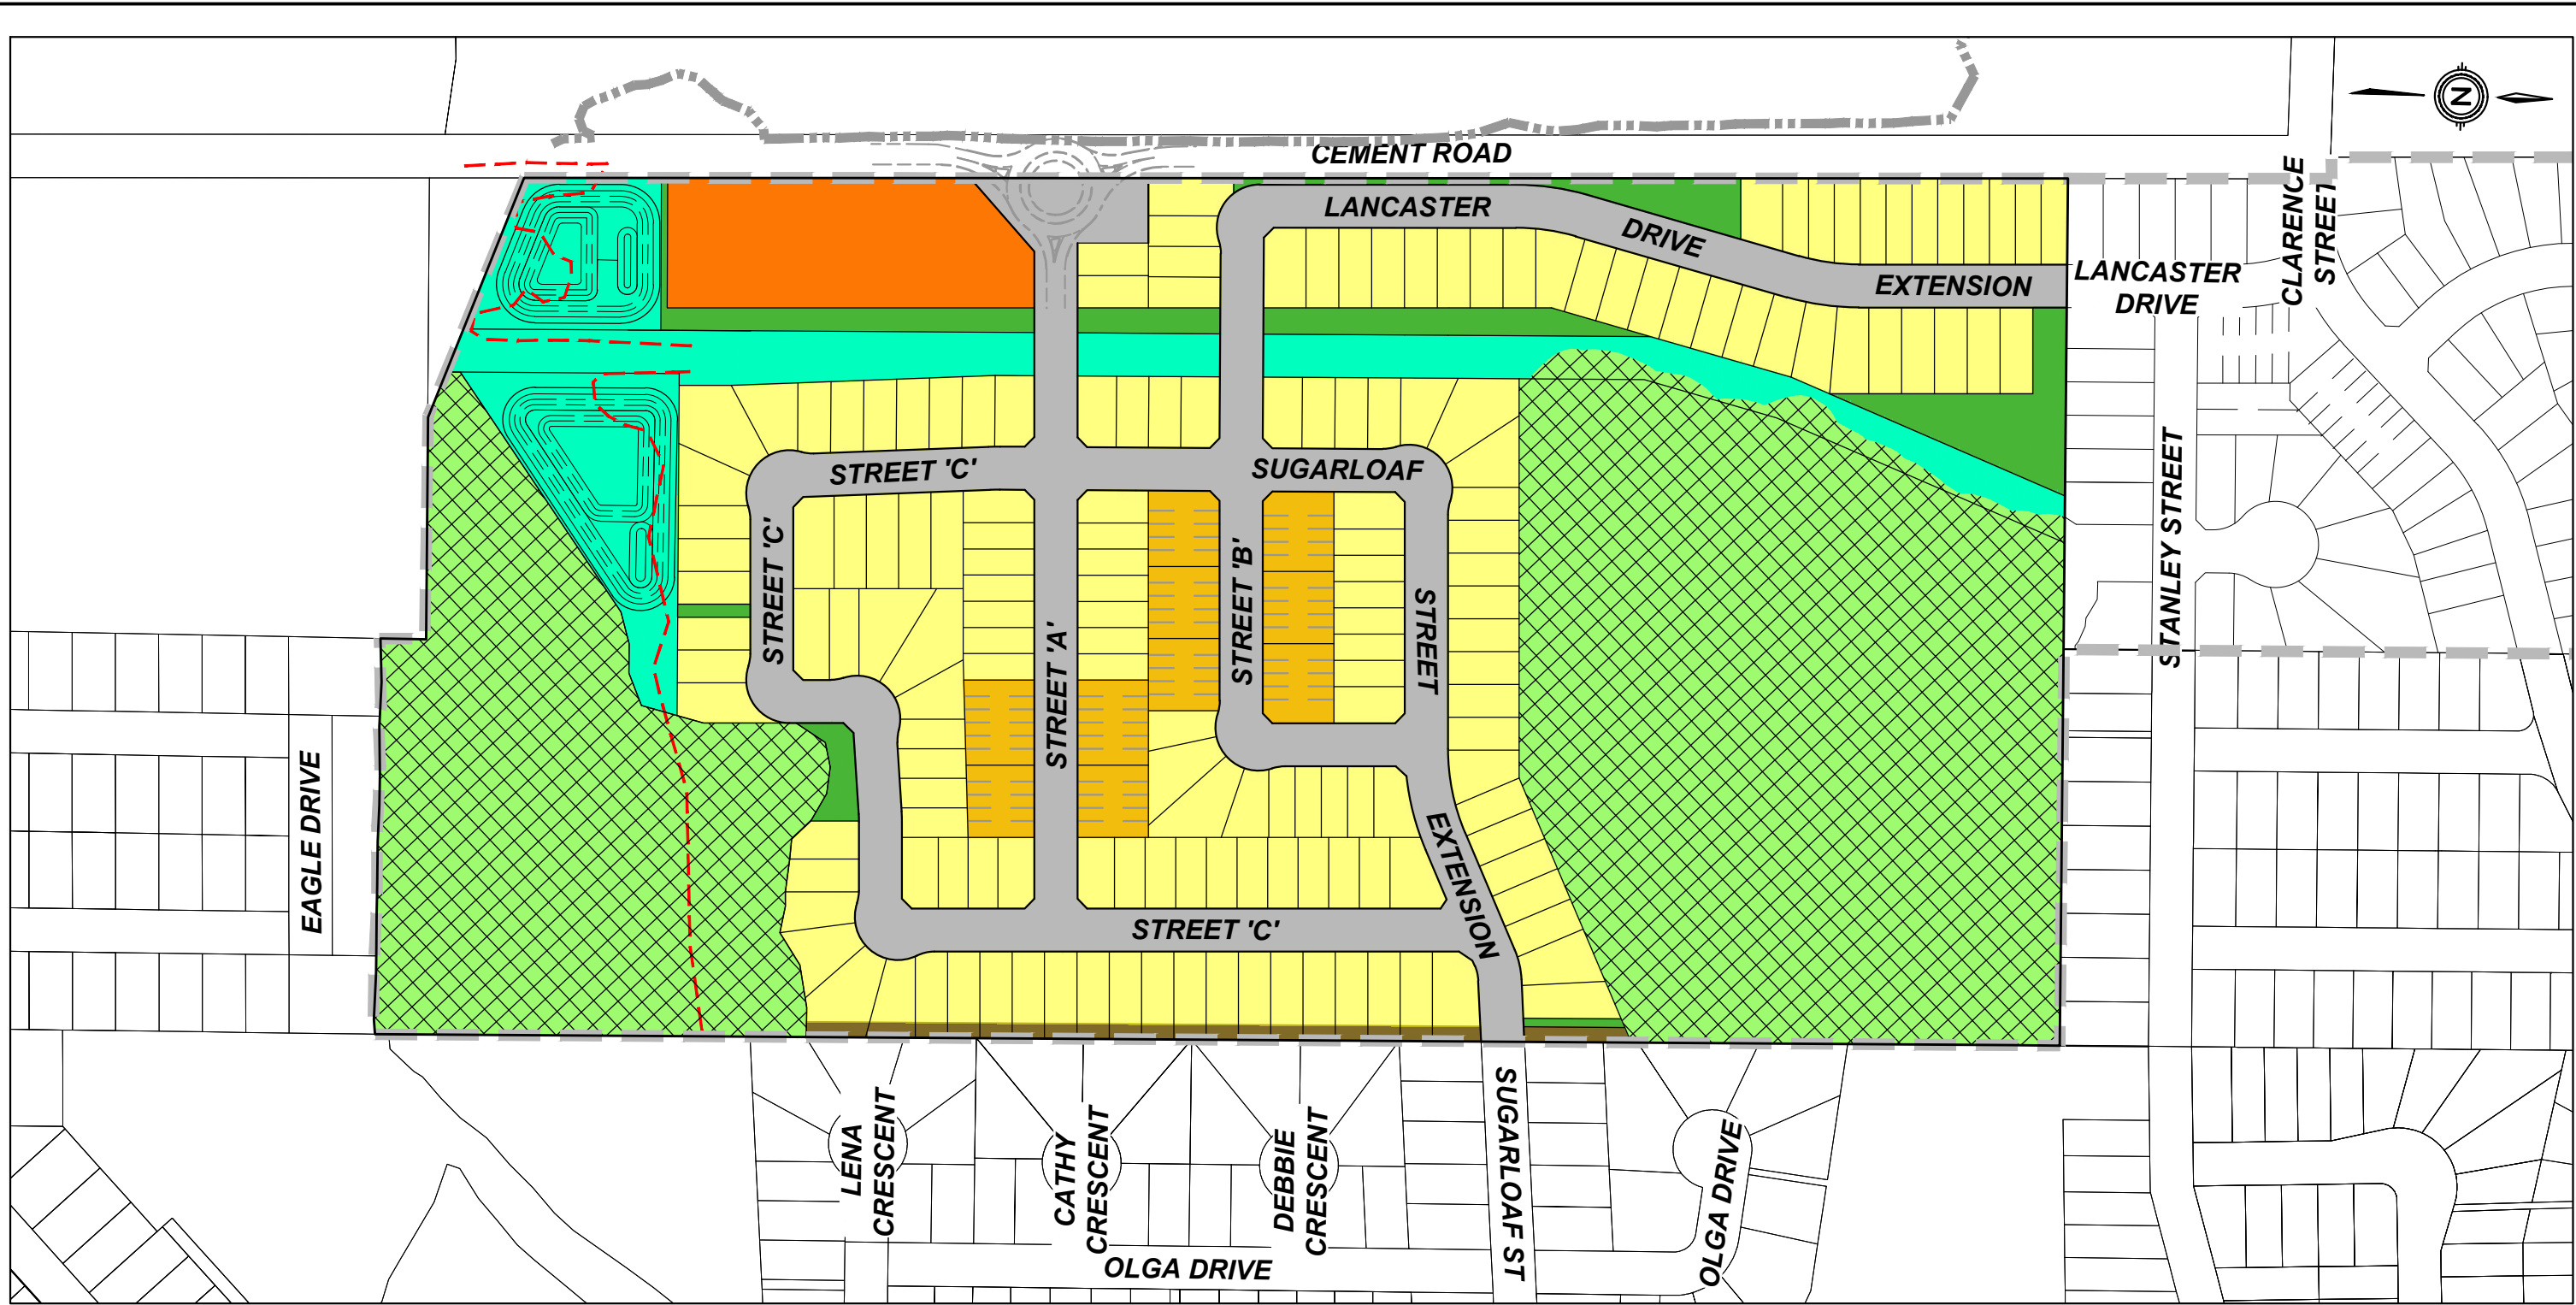 N
CEMENT ROAD
CLARENCE
STREET
LANCASTER
DRIVE
EXTENSION
LANCASTER
DRIVE
STREET 'C'
SUGARLOAF
STREET 'C'
STREET 'A'
STREET 'B'
STREET
STANLEY STREET
EAGLE DRIVE
EXTENSION
STREET 'C'
LENA
CRESCENT
CATHY
CRESCENT
DEBBIE
CRESCENT
SUGARLOAF ST
OLGA DRIVE
OLGA DRIVE